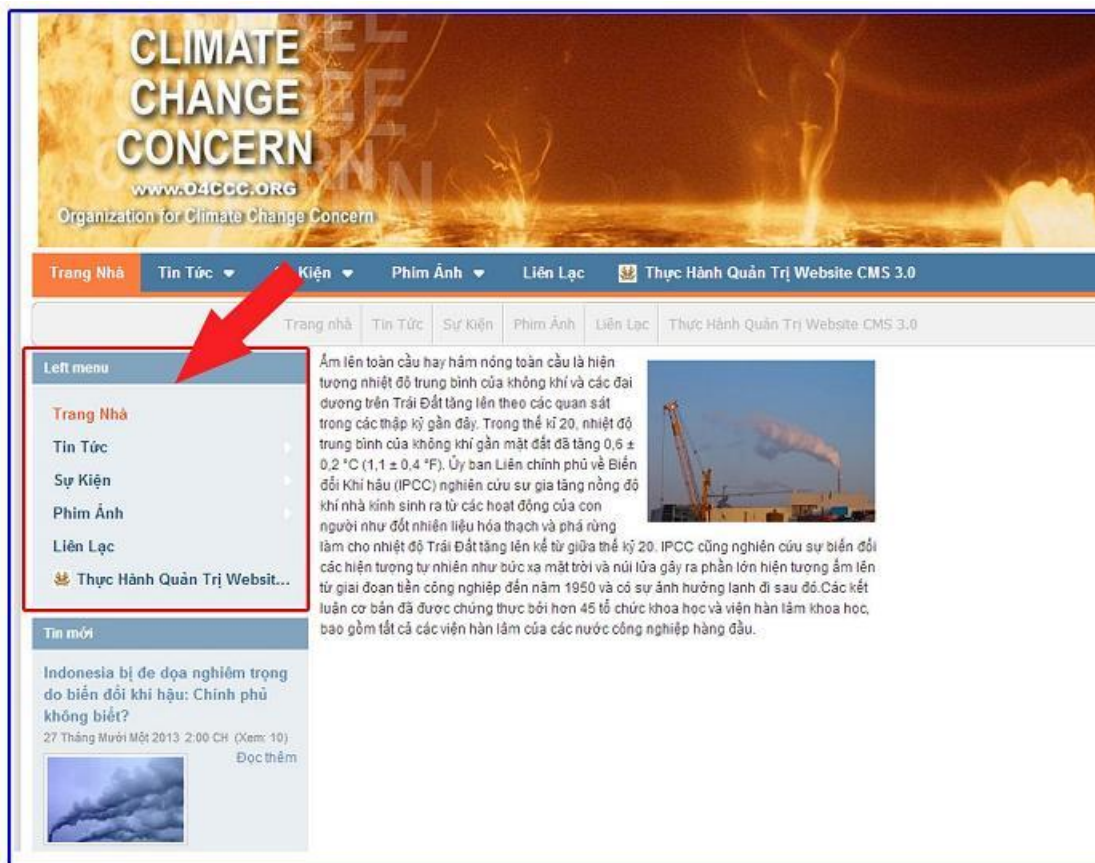 CLIMATE
CHANGE
CONCERN
www.O4CCC.ORG
Organization for Climate Change Concern
Trang Nhà Tin Tức Kiện Phim Ảnh Liên Lạc Thực Hành Quản Trị Website CMS 3.0
Trang nhà Tin Tức Sự Kiện Phim Ảnh Liên Lạc Thực Hành Quản Trị Website CMS 3.0
Left menu
Trang Nhà
Tin Tức
Sự Kiện
Phim Ảnh
Liên Lạc
Thực Hành Quản Trị Websit...
Tin mới
Indonesia bị đe dọa nghiêm trọng
do biến đổi khí hậu: Chính phủ
không biết?
27 Tháng Mười Một 2013 2:00 CH (Xem: 10)
Đọc thêm
Ấm lên toàn cầu hay hâm nóng toàn cầu là hiện
tượng nhiệt độ trung bình của không khí và các đại
dương trên Trái Đất tăng lên theo các quan sát
trong các thập kỷ gần đây. Trong thế kỉ 20, nhiệt độ
trung bình của không khí gần mặt đất đã tăng 0,6 ±
0,2 °C (1,1 ± 0,4 °F). Ủy ban Liên chính phủ về Biến
đổi Khí hậu (IPCC) nghiên cứu sự gia tăng nồng độ
khí nhà kính sinh ra từ các hoạt động của con
người như đốt nhiên liệu hóa thạch và phá rừng
làm cho nhiệt độ Trái Đất tăng lên kể từ giữa thế kỷ 20. IPCC cũng nghiên cứu sự biến đổi
các hiện tượng tự nhiên như bức xạ mặt trời và núi lửa gây ra phần lớn hiện tượng ấm lên
từ giai đoạn tiền công nghiệp đến năm 1950 và có sự ảnh hưởng lạnh đi sau đó.Các kết
luận cơ bản đã được chứng thực bởi hơn 45 tổ chức khoa học và viện hàn lâm khoa học,
bao gồm tất cả các viện hàn lâm của các nước công nghiệp hàng đầu.